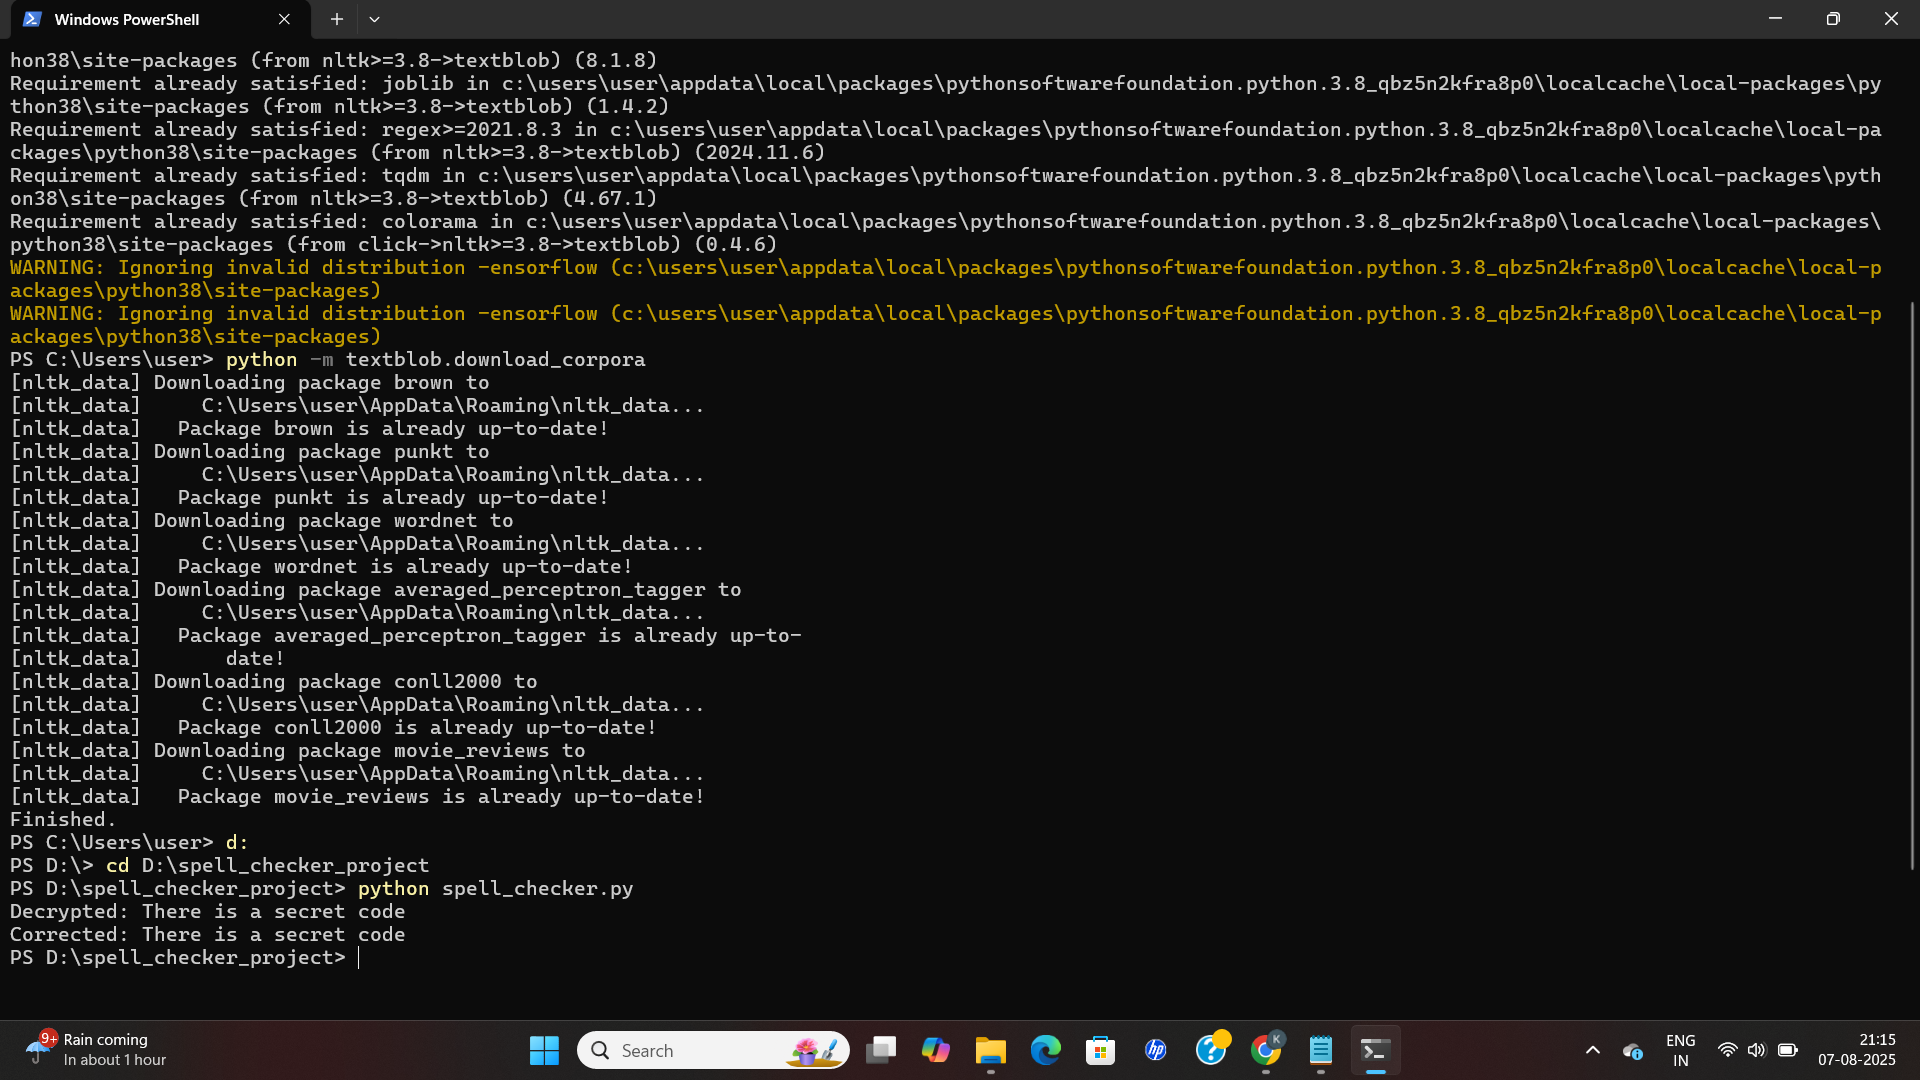 Windows PowerShell
hon38\site-packages (from nltk>=3.8->textblob) (8.1.8)
Requirement already satisfied: joblib in c:\users\user\appdata\local\packages\pythonsoftwarefoundation.python.3.8_qbz5n2kfra8p0\localcache\local-packages\py
thon38\site-packages (from nltk>=3.8->textblob) (1.4.2)
Requirement already satisfied: regex>=2021.8.3 in c:\users\user\appdata\local\packages\pythonsoftwarefoundation.python.3.8_qbz5n2kfra8p0\localcache\local-pa
ckages\python38\site-packages (from nltk>=3.8->textblob) (2024.11.6)
Requirement already satisfied: tqdm in c:\users\user\appdata\local\packages\pythonsoftwarefoundation.python.3.8_qbz5n2kfra8p0\localcache\local-packages\pyth
on38\site-packages (from nltk>=3.8->textblob) (4.67.1)
Requirement already satisfied: colorama in c:\users\user\appdata\local\packages\pythonsoftwarefoundation.python.3.8_qbz5n2kfra8p0\localcache\local-packages\
python38\site-packages (from click->nltk>=3.8->textblob) (0.4.6)
WARNING: Ignoring invalid distribution -ensorflow (c:\users\user\appdata\local\packages\pythonsoftwarefoundation.python.3.8_qbz5n2kfra8p0\localcache\local-p
ackages\python38\site-packages)
WARNING: Ignoring invalid distribution -ensorflow (c:\users\user\appdata\local\packages\pythonsoftwarefoundation.python.3.8_qbz5n2kfra8p0\localcache\local-p
ackages\python38\site-packages)
PS C:\Users\user> python -m textblob.download_corpora
[nltk_data] Downloading package brown to
[nltk_data]     C:\Users\user\AppData\Roaming\nltk_data...
[nltk_data]   Package brown is already up-to-date!
[nltk_data] Downloading package punkt to
[nltk_data]     C:\Users\user\AppData\Roaming\nltk_data...
[nltk_data]   Package punkt is already up-to-date!
[nltk_data] Downloading package wordnet to
[nltk_data]     C:\Users\user\AppData\Roaming\nltk_data...
[nltk_data]   Package wordnet is already up-to-date!
[nltk_data] Downloading package averaged_perceptron_tagger to
[nltk_data]     C:\Users\user\AppData\Roaming\nltk_data...
[nltk_data]   Package averaged_perceptron_tagger is already up-to-
[nltk_data]       date!
[nltk_data] Downloading package conll2000 to
[nltk_data]     C:\Users\user\AppData\Roaming\nltk_data...
[nltk_data]   Package conll2000 is already up-to-date!
[nltk_data] Downloading package movie_reviews to
[nltk_data]     C:\Users\user\AppData\Roaming\nltk_data...
[nltk_data]   Package movie_reviews is already up-to-date!
Finished.
PS C:\Users\user> d:
PS D:\> cd D:\spell_checker_project
PS D:\spell_checker_project> python spell_checker.py
Decrypted: There is a secret code
Corrected: There is a secret code
PS D:\spell_checker_project>
9+ Rain coming
In about 1 hour
Search
hp
K
ENG
IN
21:15
07-08-2025